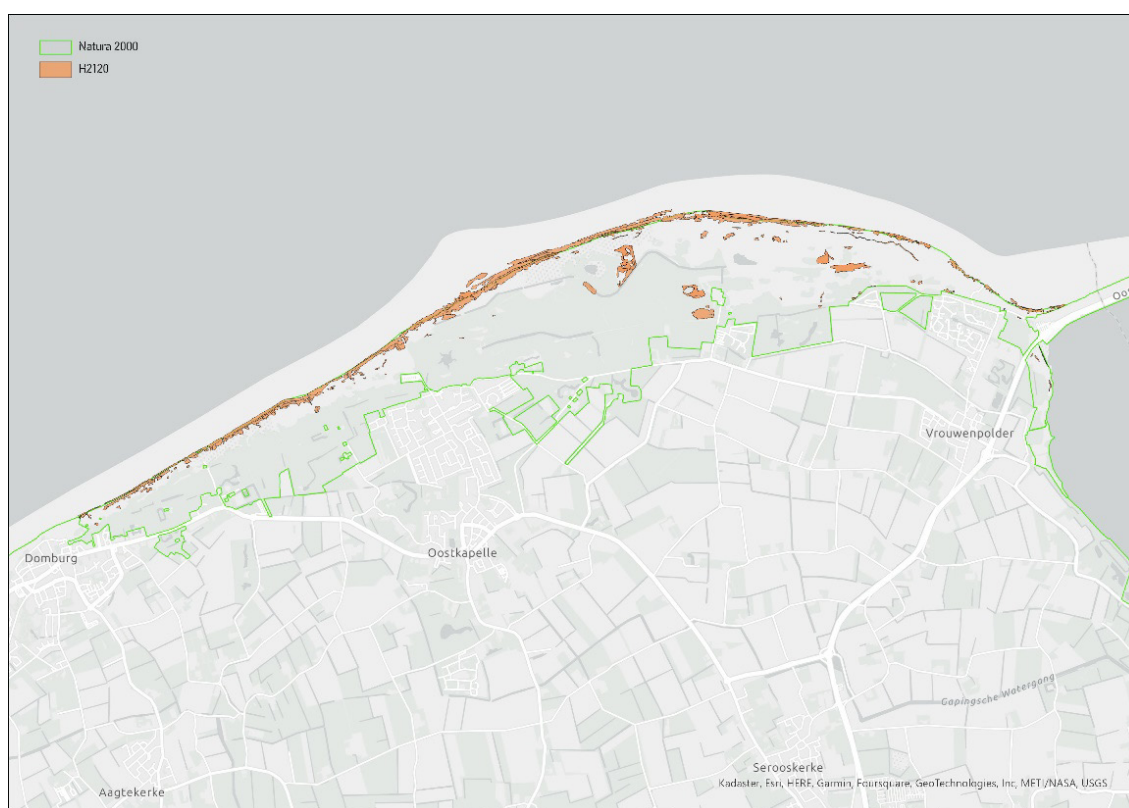 Natura 2000
H2120
Oos
Vrouwenpolder
Oostkapelle
Domburg
Gapingsche Watergang
Serooskerke
Kadaster, Esri, HERE, Garmin, Foursquare, GeoTechnologies, Inc, METI/NASA, USGS
Aagtekerke